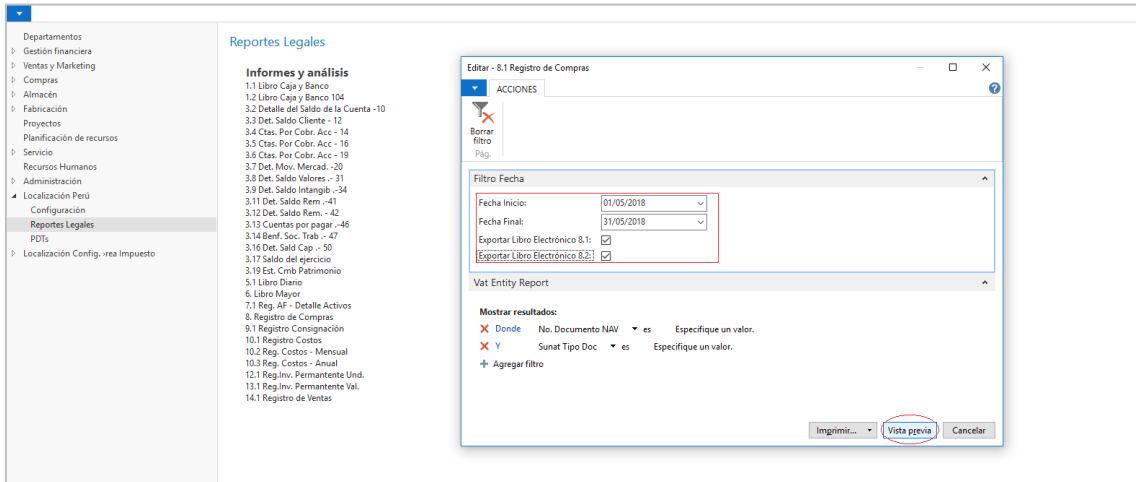 Departamentos
Gestión financiera
Ventas y Marketing
Compras
Almacén
Fabricación
Proyectos
Planificación de recursos
Servicio
Recursos Humanos
Administración
Localización Perú
Configuración
Reportes Legales
PDTs
Localización Config. ›rea Impuesto
Reportes Legales
Informes y análisis
1.1 Libro Caja y Banco
1.2 Libro Caja y Banco 104
3.2 Detalle del Saldo de la Cuenta -10
3.3 Det. Saldo Cliente - 12
3.4 Ctas. Por Cobr. Acc - 14
3.5 Ctas. Por Cobr. Acc - 16
3.6 Ctas. Por Cobr. Acc - 19
3.7 Det. Mov. Mercad. -20
3.8 Det. Saldo Valores .- 31
3.9 Det. Saldo Intangib .-34
3.11 Det. Saldo Rem .-41
3.12 Det. Saldo Rem. - 42
3.13 Cuentas por pagar .-46
3.14 Benf. Soc. Trab .- 47
3.16 Det. Sald Cap .- 50
3.17 Saldo del ejercicio
3.19 Est. Cmb Patrimonio
5.1 Libro Diario
6. Libro Mayor
7.1 Reg. AF - Detalle Activos
8. Registro de Compras
9.1 Registro Consignación
10.1 Registro Costos
10.2 Reg. Costos - Mensual
10.3 Reg. Costos - Anual
12.1 Reg.Inv. Permantente Und.
13.1 Reg.Inv. Permantente Val.
14.1 Registro de Ventas
Editar - 8.1 Registro de Compras
ACCIONES
Borrar
filtro
Pág.
Filtro Fecha
Fecha Inicio: 01/05/2018
Fecha Final: 31/05/2018
Exportar Libro Electrónico 8.1:
Exportar Libro Electrónico 8.2:
Vat Entity Report
Mostrar resultados:
Donde No. Documento NAV es Especifique un valor.
Y Sunat Tipo Doc es Especifique un valor.
Agregar filtro
Imprimir... Vista previa Cancelar